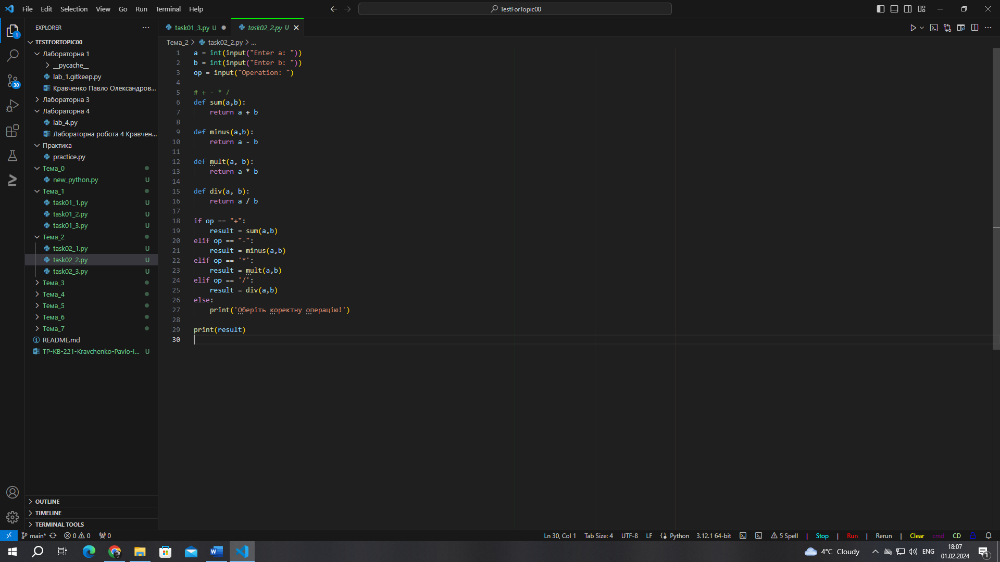 File Edit Selection View Go Run Terminal Help
TestForTopic00
EXPLORER
TESTFORTOPIC00
Лабораторна 1
__pycache__
lab_1.gitkeep.py
Кравченко Павло Олександров...
Лабораторна 3
Лабораторна 4
lab_4.py
Лабораторна робота 4 Кравчен...
Практика
practice.py
Тема_0
new_python.py U
Тема_1
task01_1.py U
task01_2.py U
task01_3.py U
Тема_2
task02_1.py U
task02_2.py U
task02_3.py U
Тема_3
Тема_4
Тема_5
Тема_6
Тема_7
README.md
TP-KB-221-Kravchenko-Pavlo-I... U
OUTLINE
TIMELINE
TERMINAL TOOLS
1
30
task01_3.py U task02_2.py U
Тема_2 > task02_2.py > ...
1 a = int(input("Enter a: "))
2 b = int(input("Enter b: "))
3 op = input("Operation: ")
4
5 # + - * /
6 def sum(a,b):
7 return a + b
8
9 def minus(a,b):
10 return a - b
11
12 def mult(a, b):
13 return a * b
14
15 def div(a, b):
16 return a / b
17
18 if op == "+":
19 result = sum(a,b)
20 elif op == "-":
21 result = minus(a,b)
22 elif op == '*':
23 result = mult(a,b)
24 elif op == '/':
25 result = div(a,b)
26 else:
27 print('Оберіть коректну операцію!')
28
29 print(result)
30
main* 0 0 0 Ln 30, Col 1 Tab Size: 4 UTF-8 LF Python 3.12.1 64-bit 5 Spell | Stop | Run | Rerun | Clear cmd CD
4°C Cloudy ENG
18:07
01.02.2024
1